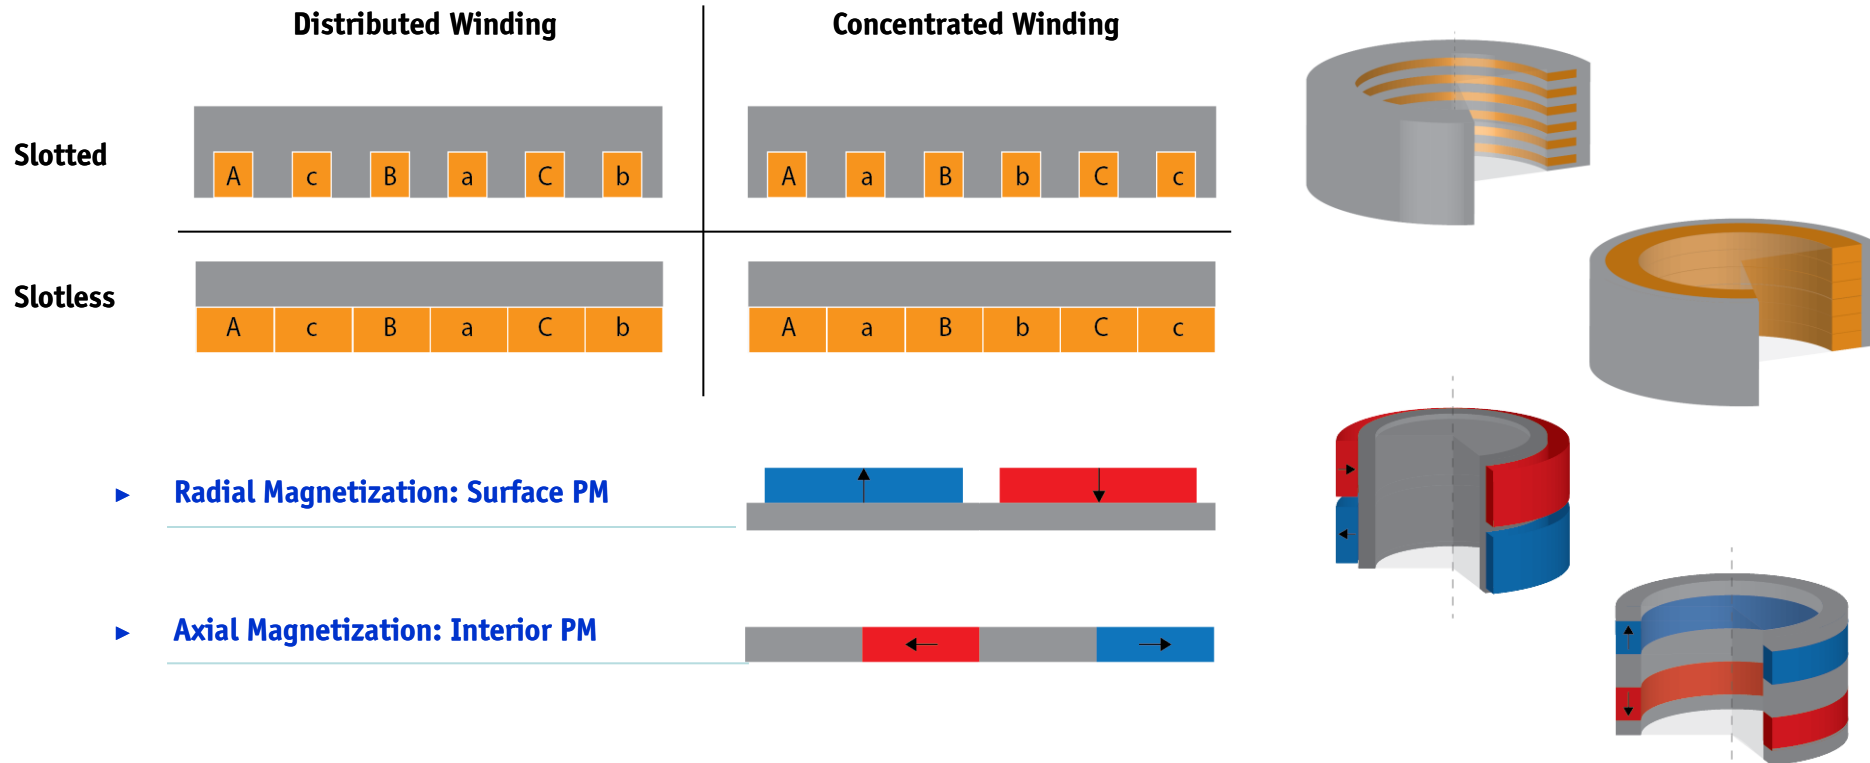 Distributed Winding
Concentrated Winding
Slotted
A c B a C b
A a B b C c
Slotless
A c B a C b
A a B b C c
► Radial Magnetization: Surface PM
► Axial Magnetization: Interior PM